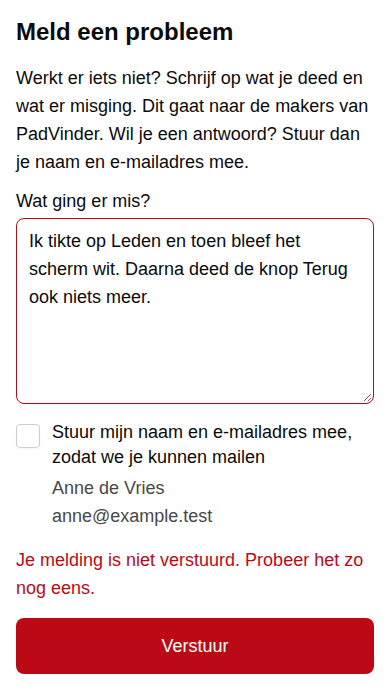 Meld een probleem
Werkt er iets niet? Schrijf op wat je deed en
wat er misging. Dit gaat naar de makers van
PadVinder. Wil je een antwoord? Stuur dan
je naam en e-mailadres mee.
Wat ging er mis?
Ik tikte op Leden en toen bleef het
scherm wit. Daarna deed de knop Terug
ook niets meer.
Stuur mijn naam en e-mailadres mee,
zodat we je kunnen mailen
Anne de Vries
anne@example.test
Je melding is niet verstuurd. Probeer het zo
nog eens.
Verstuur